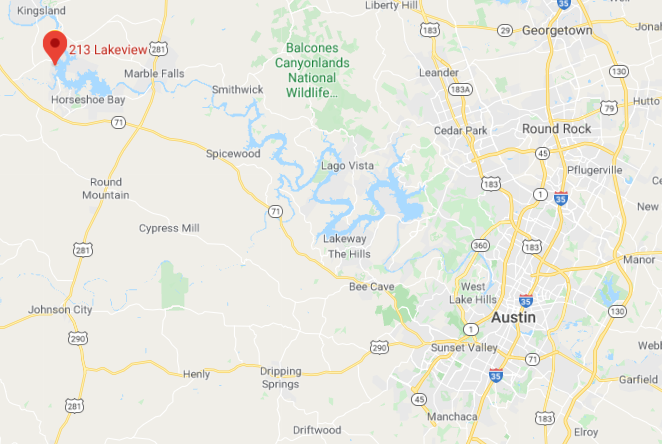 Kingsland
Liberty Hill
35
183
29
Georgetown
213 Lakeview
281
Balcones
Canyonlands
National
Wildlife...
Leander
130
Marble Falls
Smithwick
183A
Hutto
79
Horseshoe Bay
71
Cedar Park
Round Rock
45
Spicewood
Lago Vista
Pflugerville
Round
Mountain
183
1
35
Ce
New
71
Cypress Mill
Lakeway
The Hills
360
183
281
Manor
Bee Cave
West
Lake Hills
35
Johnson City
Austin
130
290
1
290
Sunset Valley
71
Webb
Henly
Dripping
Springs
35
Garfield
281
45
Manchaca
183
Driftwood
Elroy